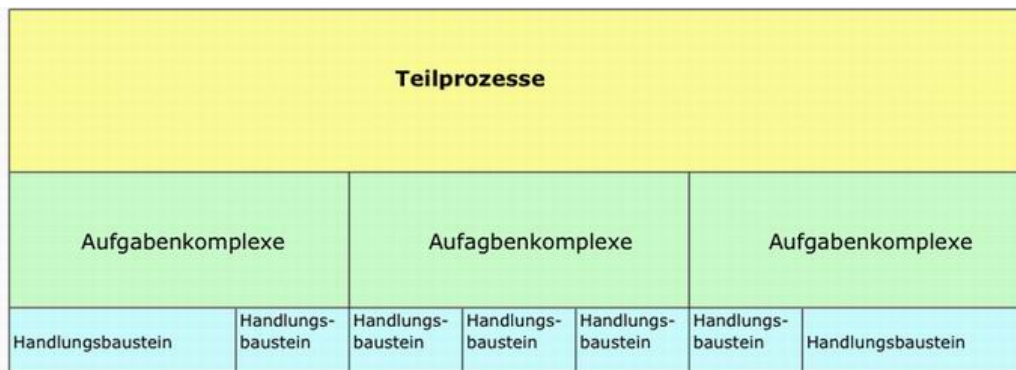 Teilprozesse
Aufgabenkomplexe
Aufagbenkomplexe
Aufgabenkomplexe
Handlungsbaustein
Handlungs-
baustein
Handlungs-
baustein
Handlungs-
baustein
Handlungs-
baustein
Handlungs-
baustein
Handlungsbaustein